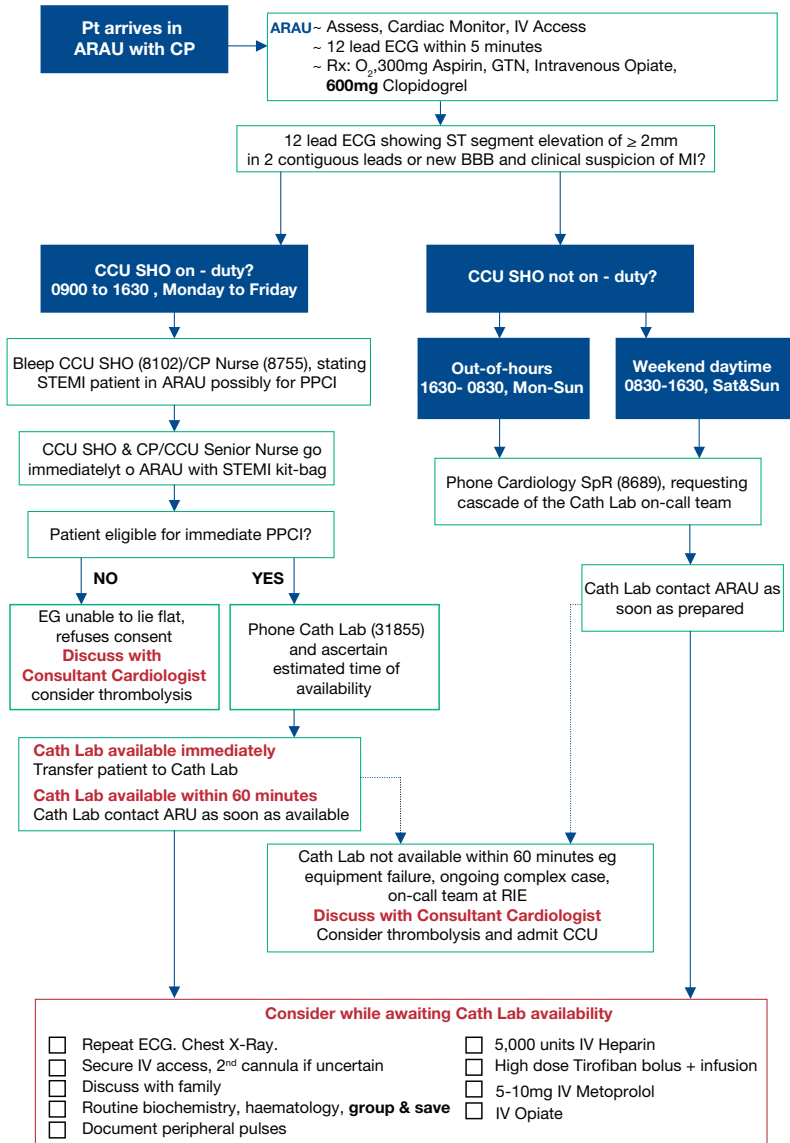 Pt arrives in
ARAU with CP
ARAU ~ Assess, Cardiac Monitor, IV Access
~ 12 lead ECG within 5 minutes
~ Rx: O2,300mg Aspirin, GTN, Intravenous Opiate,
600mg Clopidogrel
12 lead ECG showing ST segment elevation of ≥ 2mm
in 2 contiguous leads or new BBB and clinical suspicion of MI?
CCU SHO on - duty?
0900 to 1630 , Monday to Friday
CCU SHO not on - duty?
Bleep CCU SHO (8102)/CP Nurse (8755), stating
STEMI patient in ARAU possibly for PPCI
Out-of-hours
1630- 0830, Mon-Sun
Weekend daytime
0830-1630, Sat&Sun
CCU SHO & CP/CCU Senior Nurse go
immediatelyt o ARAU with STEMI kit-bag
Phone Cardiology SpR (8689), requesting
cascade of the Cath Lab on-call team
Patient eligible for immediate PPCI?
NO
YES
Cath Lab contact ARAU as
soon as prepared
EG unable to lie flat,
refuses consent
Discuss with
Consultant Cardiologist
consider thrombolysis
Phone Cath Lab (31855)
and ascertain
estimated time of
availability
Cath Lab available immediately
Transfer patient to Cath Lab
Cath Lab available within 60 minutes
Cath Lab contact ARU as soon as available
Cath Lab not available within 60 minutes eg
equipment failure, ongoing complex case,
on-call team at RIE
Discuss with Consultant Cardiologist
Consider thrombolysis and admit CCU
Consider while awaiting Cath Lab availability
Repeat ECG. Chest X-Ray.
Secure IV access, 2nd cannula if uncertain
Discuss with family
Routine biochemistry, haematology, group & save
Document peripheral pulses
5,000 units IV Heparin
High dose Tirofiban bolus + infusion
5-10mg IV Metoprolol
IV Opiate